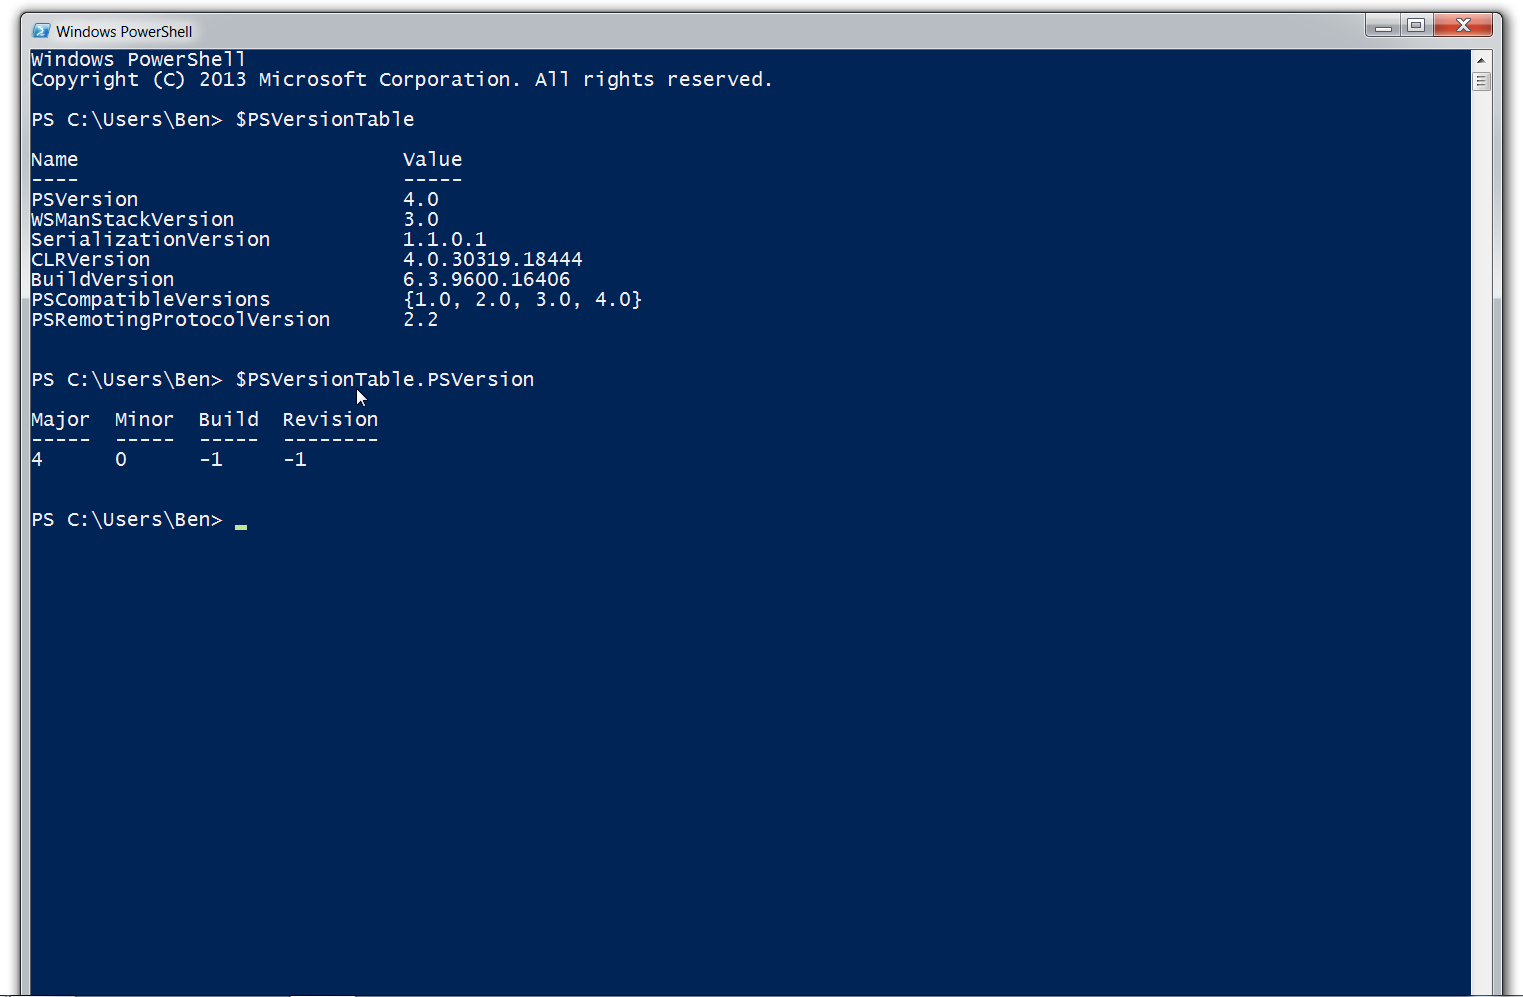 Windows PowerShell
Windows PowerShell
Copyright (C) 2013 Microsoft Corporation. All rights reserved.
PS C:\Users\Ben> $PSVersionTable
Name                           Value
----                           -----
PSVersion                      4.0
WSManStackVersion              3.0
SerializationVersion           1.1.0.1
CLRVersion                     4.0.30319.18444
BuildVersion                   6.3.9600.16406
PSCompatibleVersions           {1.0, 2.0, 3.0, 4.0}
PSRemotingProtocolVersion      2.2
PS C:\Users\Ben> $PSVersionTable.PSVersion
Major  Minor  Build  Revision
-----  -----  -----  --------
4      0      -1     -1
PS C:\Users\Ben>